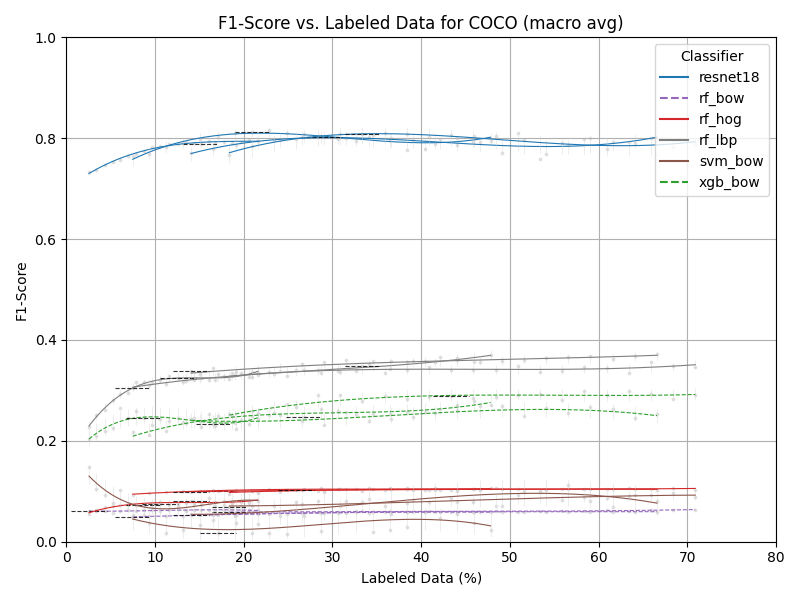 F1-Score vs. Labeled Data for COCO (macro avg)
Classifier
resnet18
rf_bow
rf_hog
rf_lbp
svm_bow
xgb_bow
F1-Score
1.0
0.8
0.6
0.4
0.2
0.0
0 10 20 30 40 50 60 70 80
Labeled Data (%)